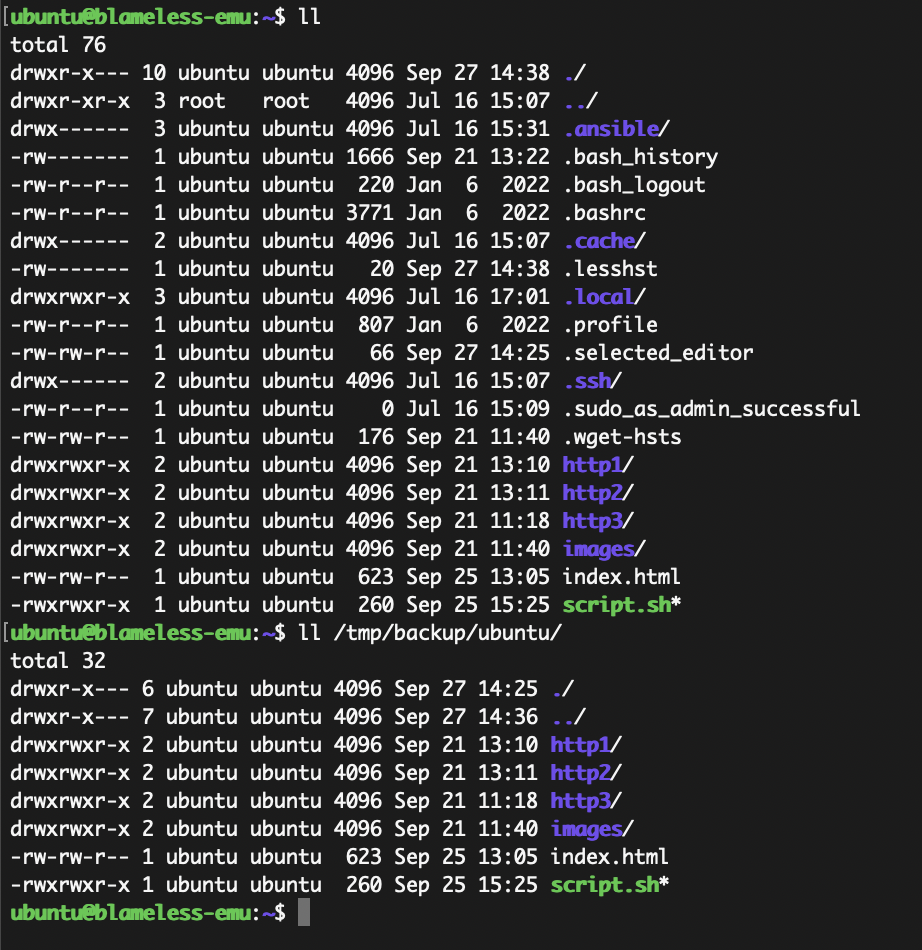 [ubuntu@blameless-emu:~$ ll
total 76
drwxr-x--- 10 ubuntu ubuntu 4096 Sep 27 14:38 ./
drwxr-xr-x  3 root   root   4096 Jul 16 15:07 ../
drwx------  3 ubuntu ubuntu 4096 Jul 16 15:31 .ansible/
-rw-------  1 ubuntu ubuntu 1666 Sep 21 13:22 .bash_history
-rw-r--r--  1 ubuntu ubuntu  220 Jan  6  2022 .bash_logout
-rw-r--r--  1 ubuntu ubuntu 3771 Jan  6  2022 .bashrc
drwx------  2 ubuntu ubuntu 4096 Jul 16 15:07 .cache/
-rw-------  1 ubuntu ubuntu   20 Sep 27 14:38 .lesshst
drwxrwxr-x  3 ubuntu ubuntu 4096 Jul 16 17:01 .local/
-rw-r--r--  1 ubuntu ubuntu  807 Jan  6  2022 .profile
-rw-rw-r--  1 ubuntu ubuntu   66 Sep 27 14:25 .selected_editor
drwx------  2 ubuntu ubuntu 4096 Jul 16 15:07 .ssh/
-rw-r--r--  1 ubuntu ubuntu    0 Jul 16 15:09 .sudo_as_admin_successful
-rw-rw-r--  1 ubuntu ubuntu  176 Sep 21 11:40 .wget-hsts
drwxrwxr-x  2 ubuntu ubuntu 4096 Sep 21 13:10 http1/
drwxrwxr-x  2 ubuntu ubuntu 4096 Sep 21 13:11 http2/
drwxrwxr-x  2 ubuntu ubuntu 4096 Sep 21 11:18 http3/
drwxrwxr-x  2 ubuntu ubuntu 4096 Sep 21 11:40 images/
-rw-rw-r--  1 ubuntu ubuntu  623 Sep 25 13:05 index.html
-rwxrwxr-x  1 ubuntu ubuntu  260 Sep 25 15:25 script.sh*
[ubuntu@blameless-emu:~$ ll /tmp/backup/ubuntu/
total 32
drwxr-x--- 6 ubuntu ubuntu 4096 Sep 27 14:25 ./
drwxr-x--- 7 ubuntu ubuntu 4096 Sep 27 14:36 ../
drwxrwxr-x 2 ubuntu ubuntu 4096 Sep 21 13:10 http1/
drwxrwxr-x 2 ubuntu ubuntu 4096 Sep 21 13:11 http2/
drwxrwxr-x 2 ubuntu ubuntu 4096 Sep 21 11:18 http3/
drwxrwxr-x 2 ubuntu ubuntu 4096 Sep 21 11:40 images/
-rw-rw-r-- 1 ubuntu ubuntu  623 Sep 25 13:05 index.html
-rwxrwxr-x 1 ubuntu ubuntu  260 Sep 25 15:25 script.sh*
ubuntu@blameless-emu:~$